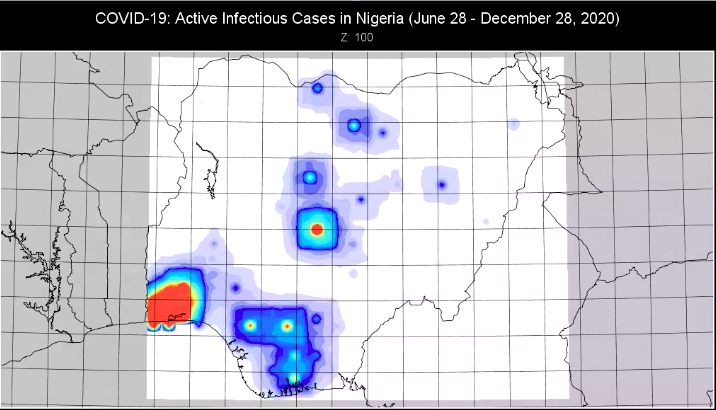 COVID-19: Active Infectious Cases in Nigeria (June 28 - December 28, 2020)
Z: 100